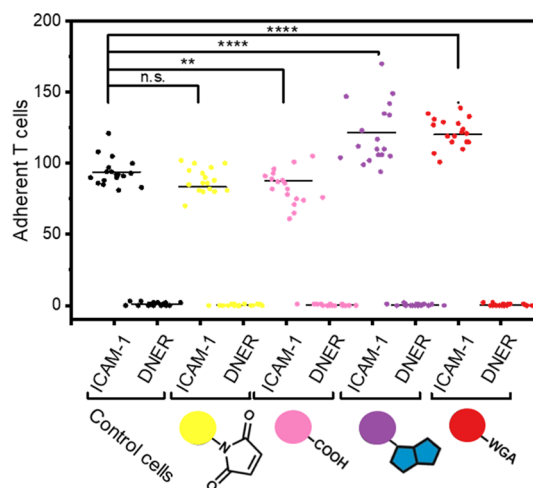 ****
****
**
n.s.
200
150
100
50
0
Adherent T cells
ICAM-1 DNER ICAM-1 DNER ICAM-1 DNER ICAM-1 DNER ICAM-1 DNER
Control cells
O
N
O
COOH
WGA